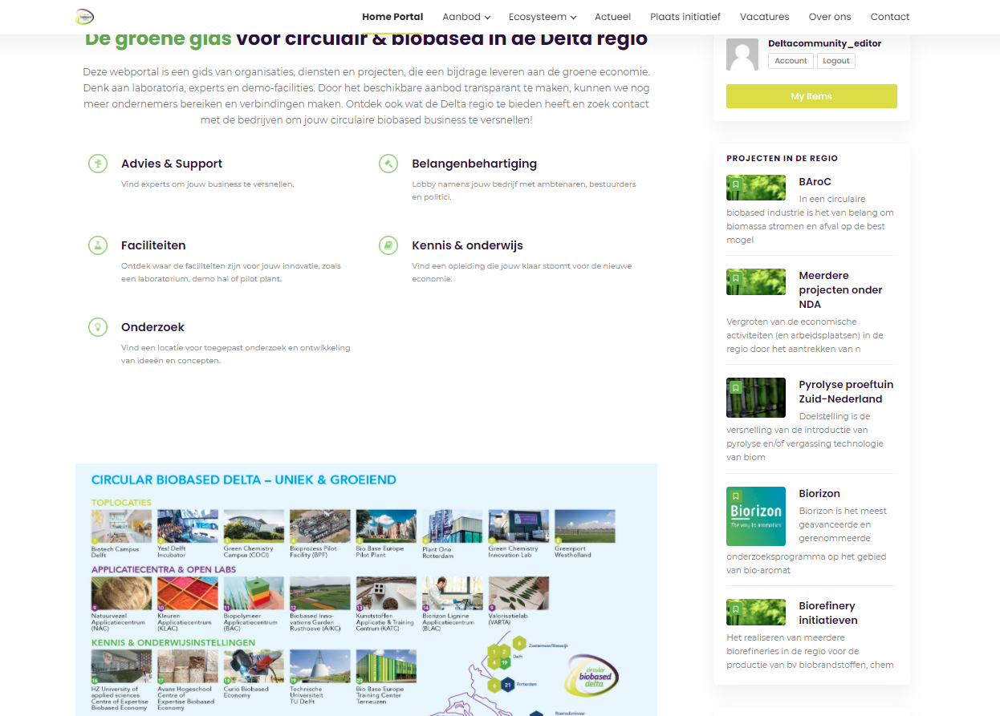 Home Portal
Aanbod
Ecosysteem
Actueel
Plaats initiatief
Vacatures
Over ons
Contact
De groene gids voor circulair & biobased in de Delta regio
Deze webportal is een gids van organisaties, diensten en projecten, die een bijdrage leveren aan de groene economie.
Denk aan laboratoria, experts en demo-facilities. Door het beschikbare aanbod transparant te maken, kunnen we nog
meer ondernemers bereiken en verbindingen maken. Ontdek ook wat de Delta regio te bieden heeft en zoek contact
met de bedrijven om jouw circulaire biobased business te versnellen!
Advies & Support
Vind experts om jouw business te versnellen.
Belangenbehartiging
Lobby namens jouw bedrijf met ambtenaren, bestuurders
en politici.
Faciliteiten
Ontdek waar de faciliteiten zijn voor jouw innovatie, zoals
een laboratorium, demo hal of pilot plant.
Kennis & onderwijs
Vind een opleiding die jouw klaar stoomt voor de nieuwe
economie.
Onderzoek
Vind een locatie voor toegepast onderzoek en ontwikkeling
van ideeën en concepten.
CIRCULAR BIOBASED DELTA – UNIEK & GROEIEND
TOPLOCATIES
Biotech Campus
Delft
Yes! Delft
Incubator
Green Chemistry
Campus (COCI)
Bioprocess Pilot
Facility (BPF)
Bio Base Europe
Pilot Plant
Plant One
Rotterdam
Green Chemistry
Innovation Lab
Greenport
Westholland
APPLICATIECENTRA & OPEN LABS
Natuurvezel
Applicatiecentrum
(NAC)
Kleuren
Applicatiecentrum
(KLAC)
Biopolymeer
Applicatiecentrum
(BAC)
Biobased Inno-
vations Garden
Rusthoeve (AIKC)
Kunststoffen
Applicatie & Training
Centrum (KATC)
Biorizon Lignine
Applicatiecentrum
(BLAC)
Valorisatielab
(VARTA)
KENNIS & ONDERWIJSINSTELLINGEN
HZ University of
applied sciences
Centre of Expertise
Biobased Economy
Avans Hogeschool
Centre of
Expertise Biobased
Economy
Curio Biobased
Economy
Technische
Universiteit
TU Delft
Bio Base Europe
Training Center
Terneuzen
Zoetermeer/Bleiswijk
Delft
Rotterdam
circular
biobased
delta
Deltacommunity_editor
Account
Logout
My Items
PROJECTEN IN DE REGIO
BAroC
In een circulaire
biobased industrie is het van belang om
biomassa stromen en afval op de best
mogel
Meerdere
projecten onder
NDA
Vergroten van de economische
activiteiten (en arbeidsplaatsen) in de
regio door het aantrekken van n
Pyrolyse proeftuin
Zuid-Nederland
Doelstelling is de
versnelling van de introductie van
pyrolyse en/of vergassing technologie
van biom
Biorizon
The way to aromatics
Biorizon
Biorizon is het meest
geavanceerde en
gerenommeerde
onderzoeksprogramma op het gebied
van bio-aromat
Biorefinery
initiatieven
Het realiseren van meerdere
biorefineries in de regio voor de
productie van bv biobrandstoffen, chem